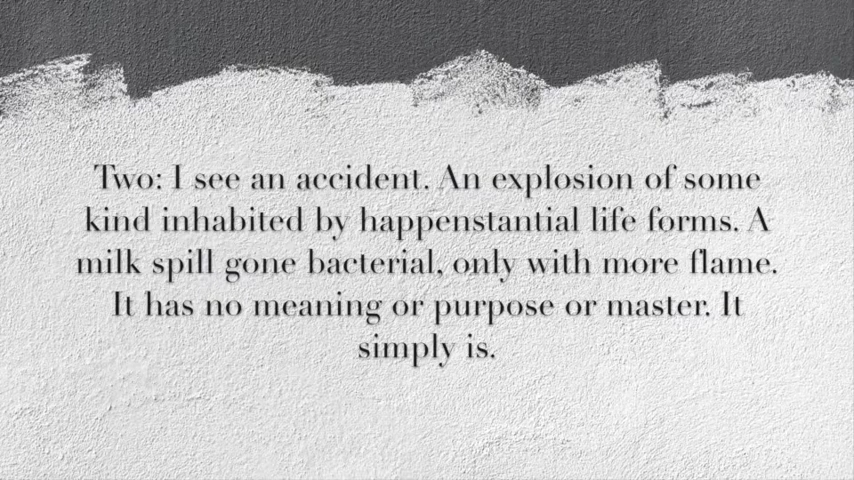 Two: I see an accident. An explosion of some
kind inhabited by happenstantial life forms. A
milk spill gone bacterial, only with more flame.
It has no meaning or purpose or master. It
simply is.